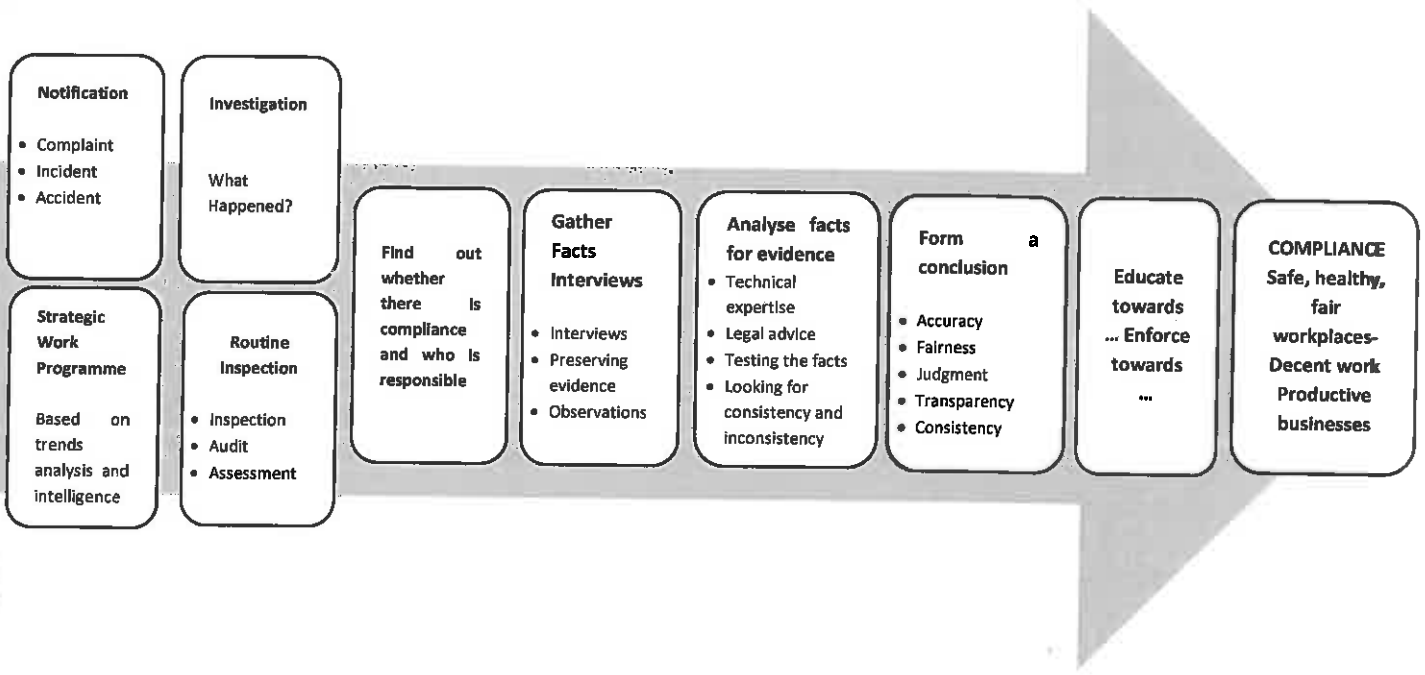 Notification
• Complaint
• Incident
• Accident
Strategic
Work
Programme
Based on
trends
analysis and
intelligence
Investigation
What
Happened?
Routine
Inspection
• Inspection
• Audit
• Assessment
Find out
whether
there is
compliance
and who is
responsible
Gather
Facts
Interviews
• Interviews
• Preserving
evidence
• Observations
Analyse facts
for evidence
• Technical
expertise
• Legal advice
• Testing the facts
• Looking for
consistency and
inconsistency
Form a
conclusion
• Accuracy
• Fairness
• Judgment
• Transparency
• Consistency
Educate
towards
... Enforce
towards
...
COMPLIANCE
Safe, healthy,
fair
workplaces-
Decent work
Productive
businesses